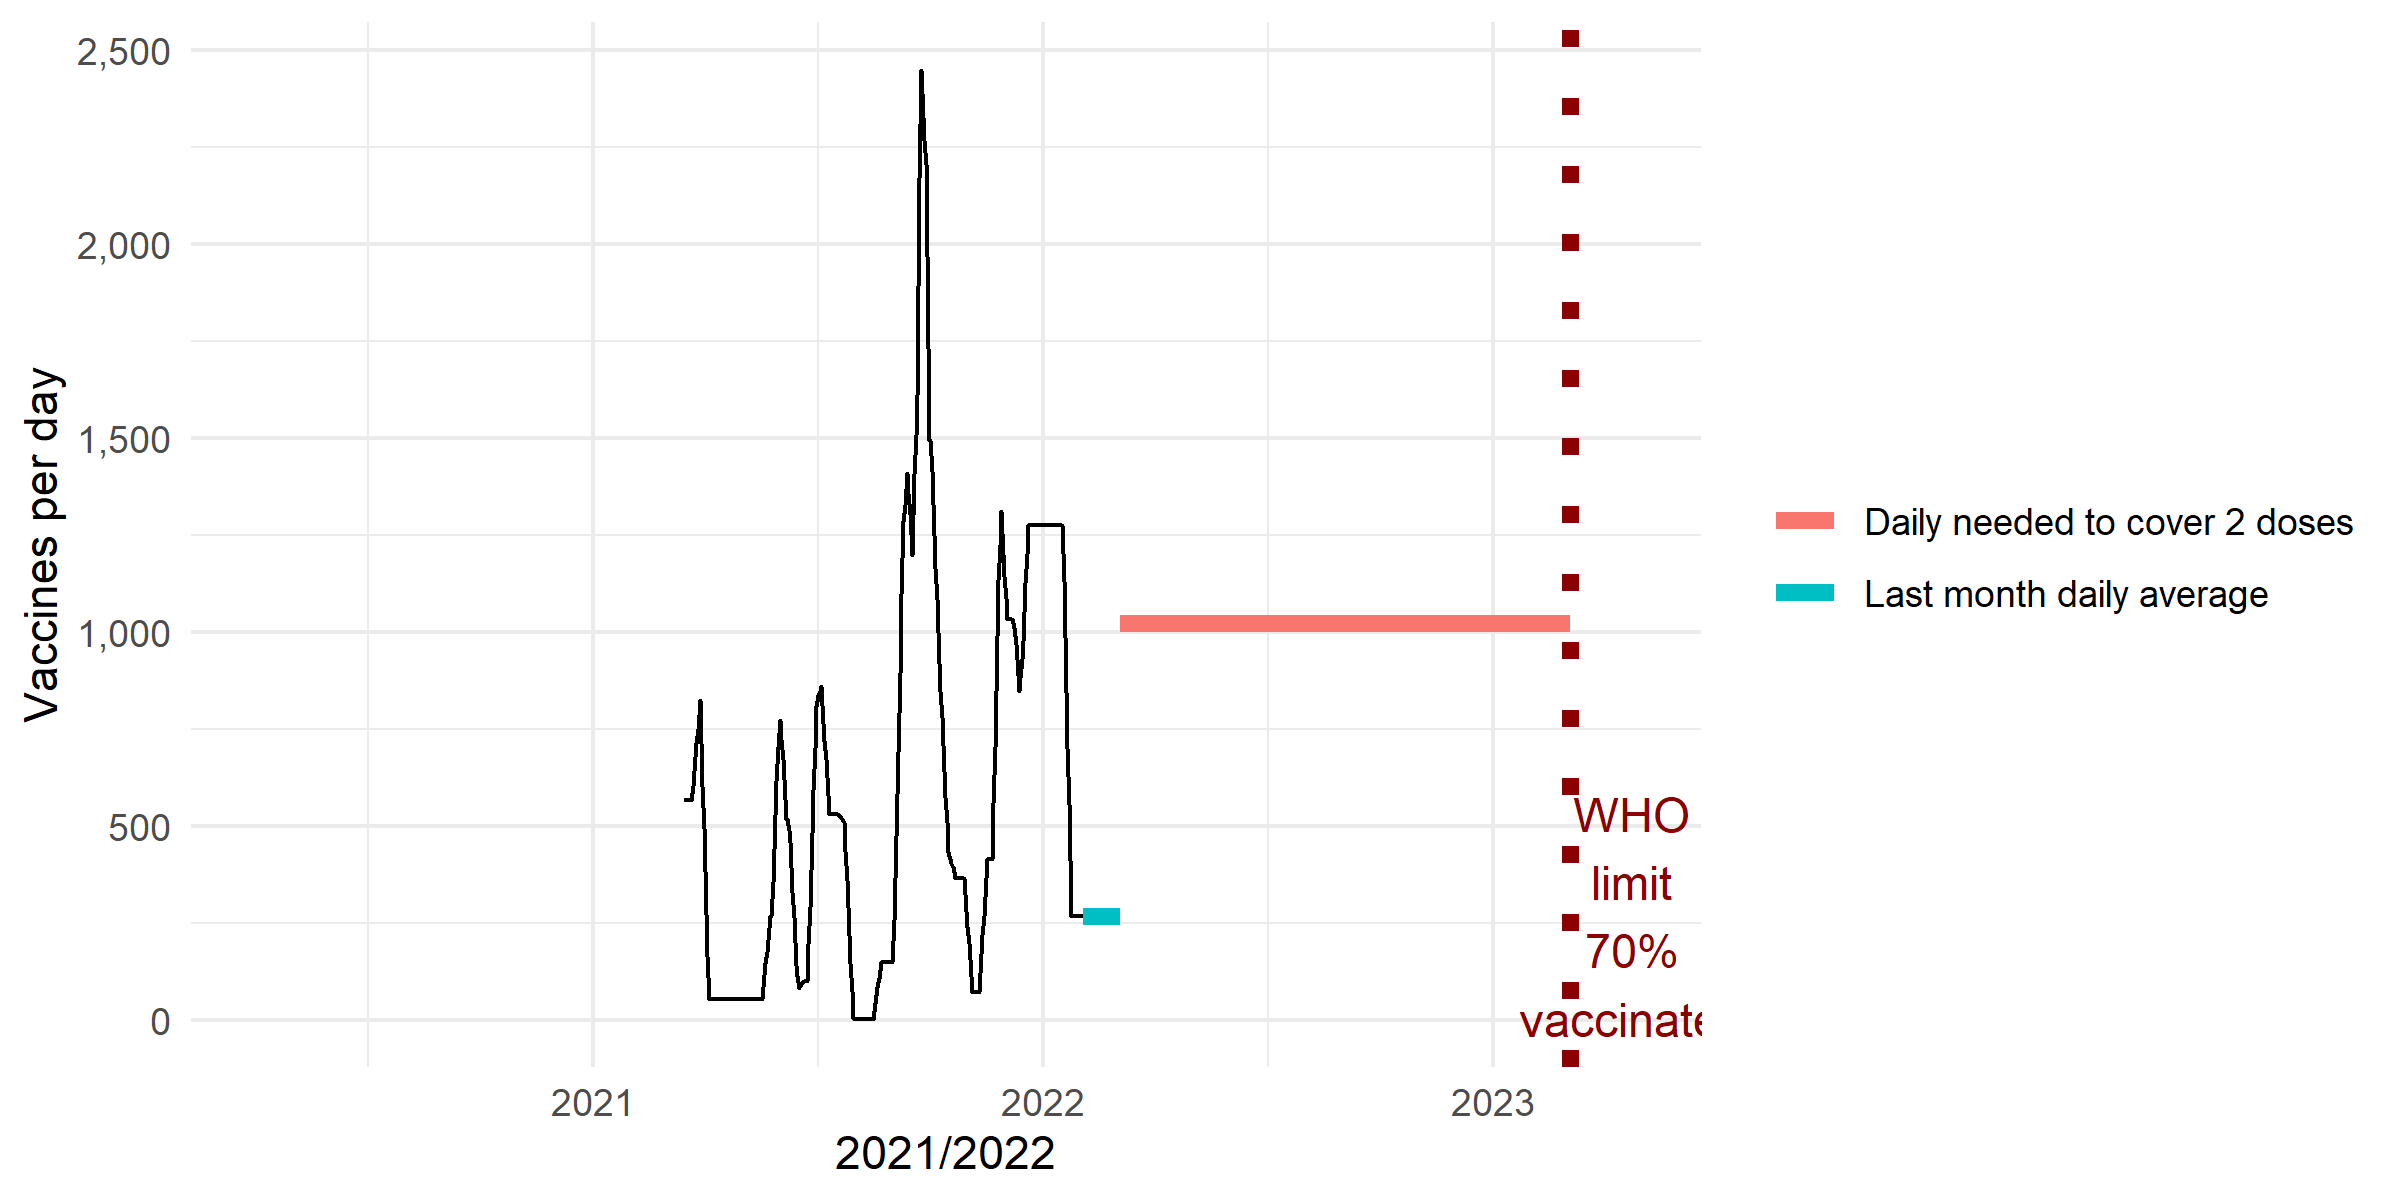 2,500
2,000
1,500
1,000
500
0
Vaccines per day
2021
2022
2023
2021/2022
WHO
limit
70%
vaccinate
Daily needed to cover 2 doses
Last month daily average